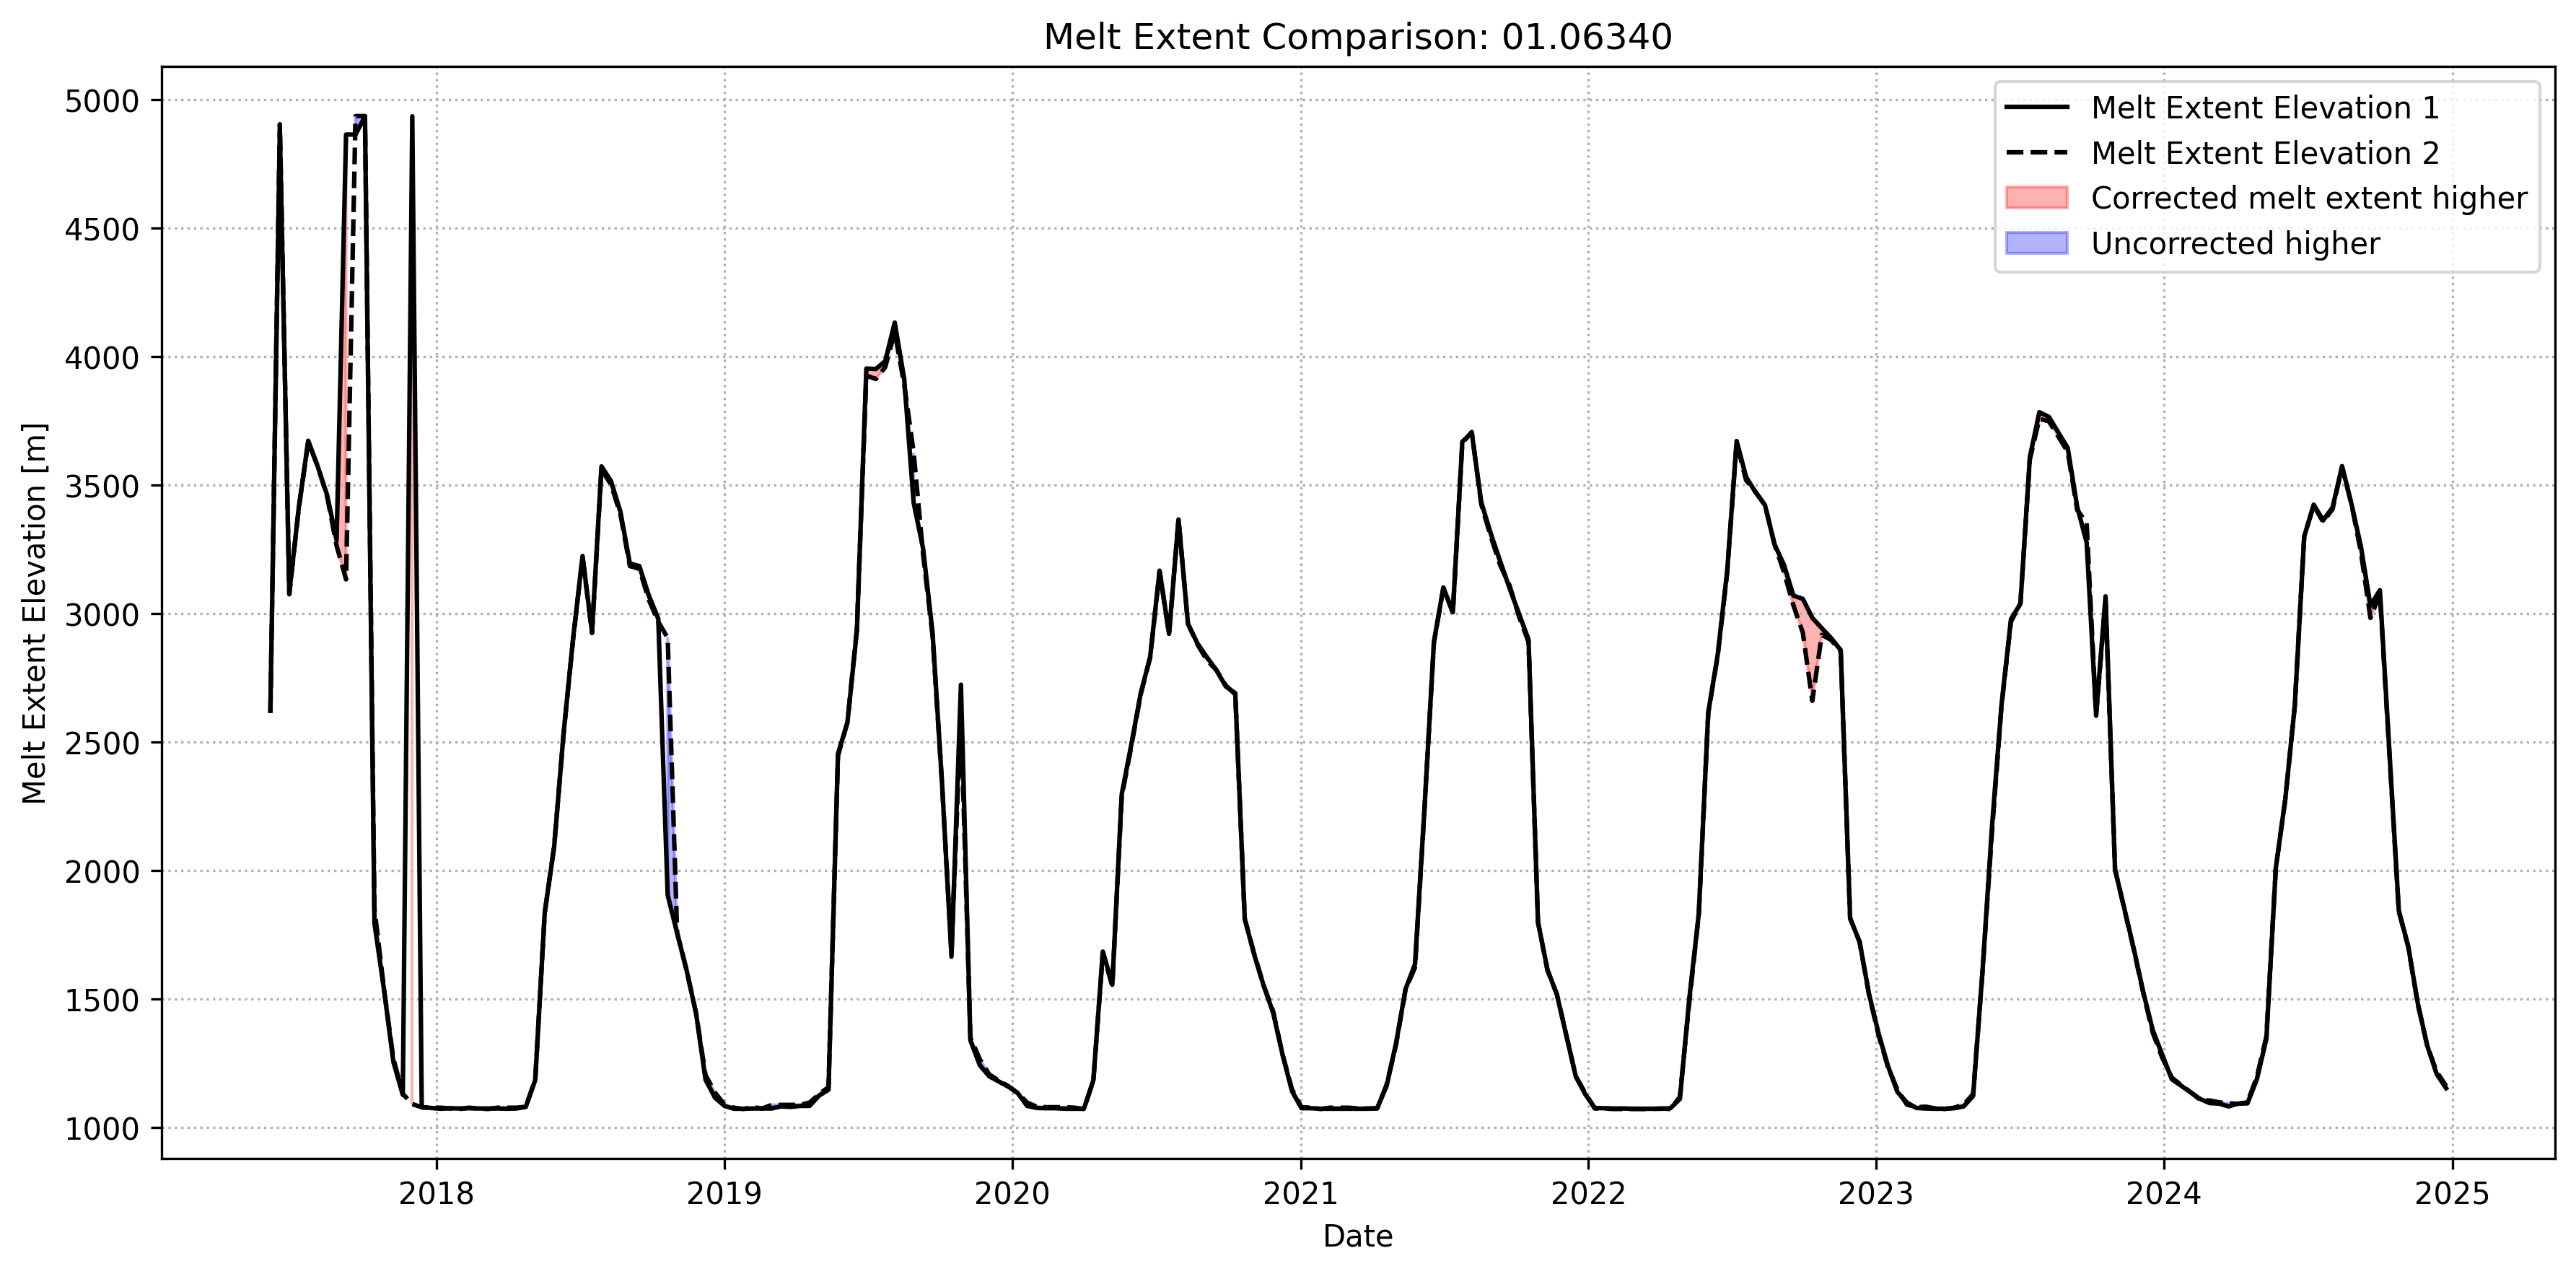 Melt Extent Comparison: 01.06340
Melt Extent Elevation 1
Melt Extent Elevation 2
Corrected melt extent higher
Uncorrected higher
Melt Extent Elevation [m]
5000
4500
4000
3500
3000
2500
2000
1500
1000
2018 2019 2020 2021 2022 2023 2024 2025
Date